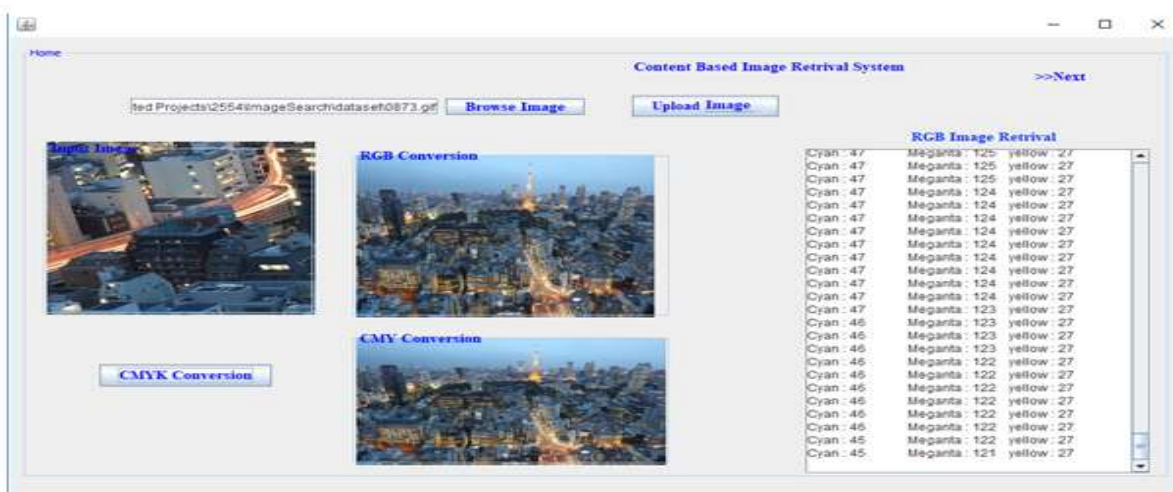 Home
Content Based Image Retrival System
>>Next
ted Projects\2554\ImageSearch\dataset\0873.gif
Browse Image
Upload Image
Input Image
RGB Conversion
CMY Conversion
CMYK Conversion
RGB Image Retrival
Cyan : 47 Meganta : 125 yellow : 27
Cyan : 47 Meganta : 125 yellow : 27
Cyan : 47 Meganta : 125 yellow : 27
Cyan : 47 Meganta : 124 yellow : 27
Cyan : 47 Meganta : 124 yellow : 27
Cyan : 47 Meganta : 124 yellow : 27
Cyan : 47 Meganta : 124 yellow : 27
Cyan : 47 Meganta : 124 yellow : 27
Cyan : 47 Meganta : 124 yellow : 27
Cyan : 47 Meganta : 124 yellow : 27
Cyan : 47 Meganta : 124 yellow : 27
Cyan : 47 Meganta : 124 yellow : 27
Cyan : 47 Meganta : 123 yellow : 27
Cyan : 46 Meganta : 123 yellow : 27
Cyan : 46 Meganta : 123 yellow : 27
Cyan : 46 Meganta : 123 yellow : 27
Cyan : 46 Meganta : 122 yellow : 27
Cyan : 46 Meganta : 122 yellow : 27
Cyan : 46 Meganta : 122 yellow : 27
Cyan : 46 Meganta : 122 yellow : 27
Cyan : 46 Meganta : 122 yellow : 27
Cyan : 46 Meganta : 122 yellow : 27
Cyan : 45 Meganta : 122 yellow : 27
Cyan : 45 Meganta : 121 yellow : 27